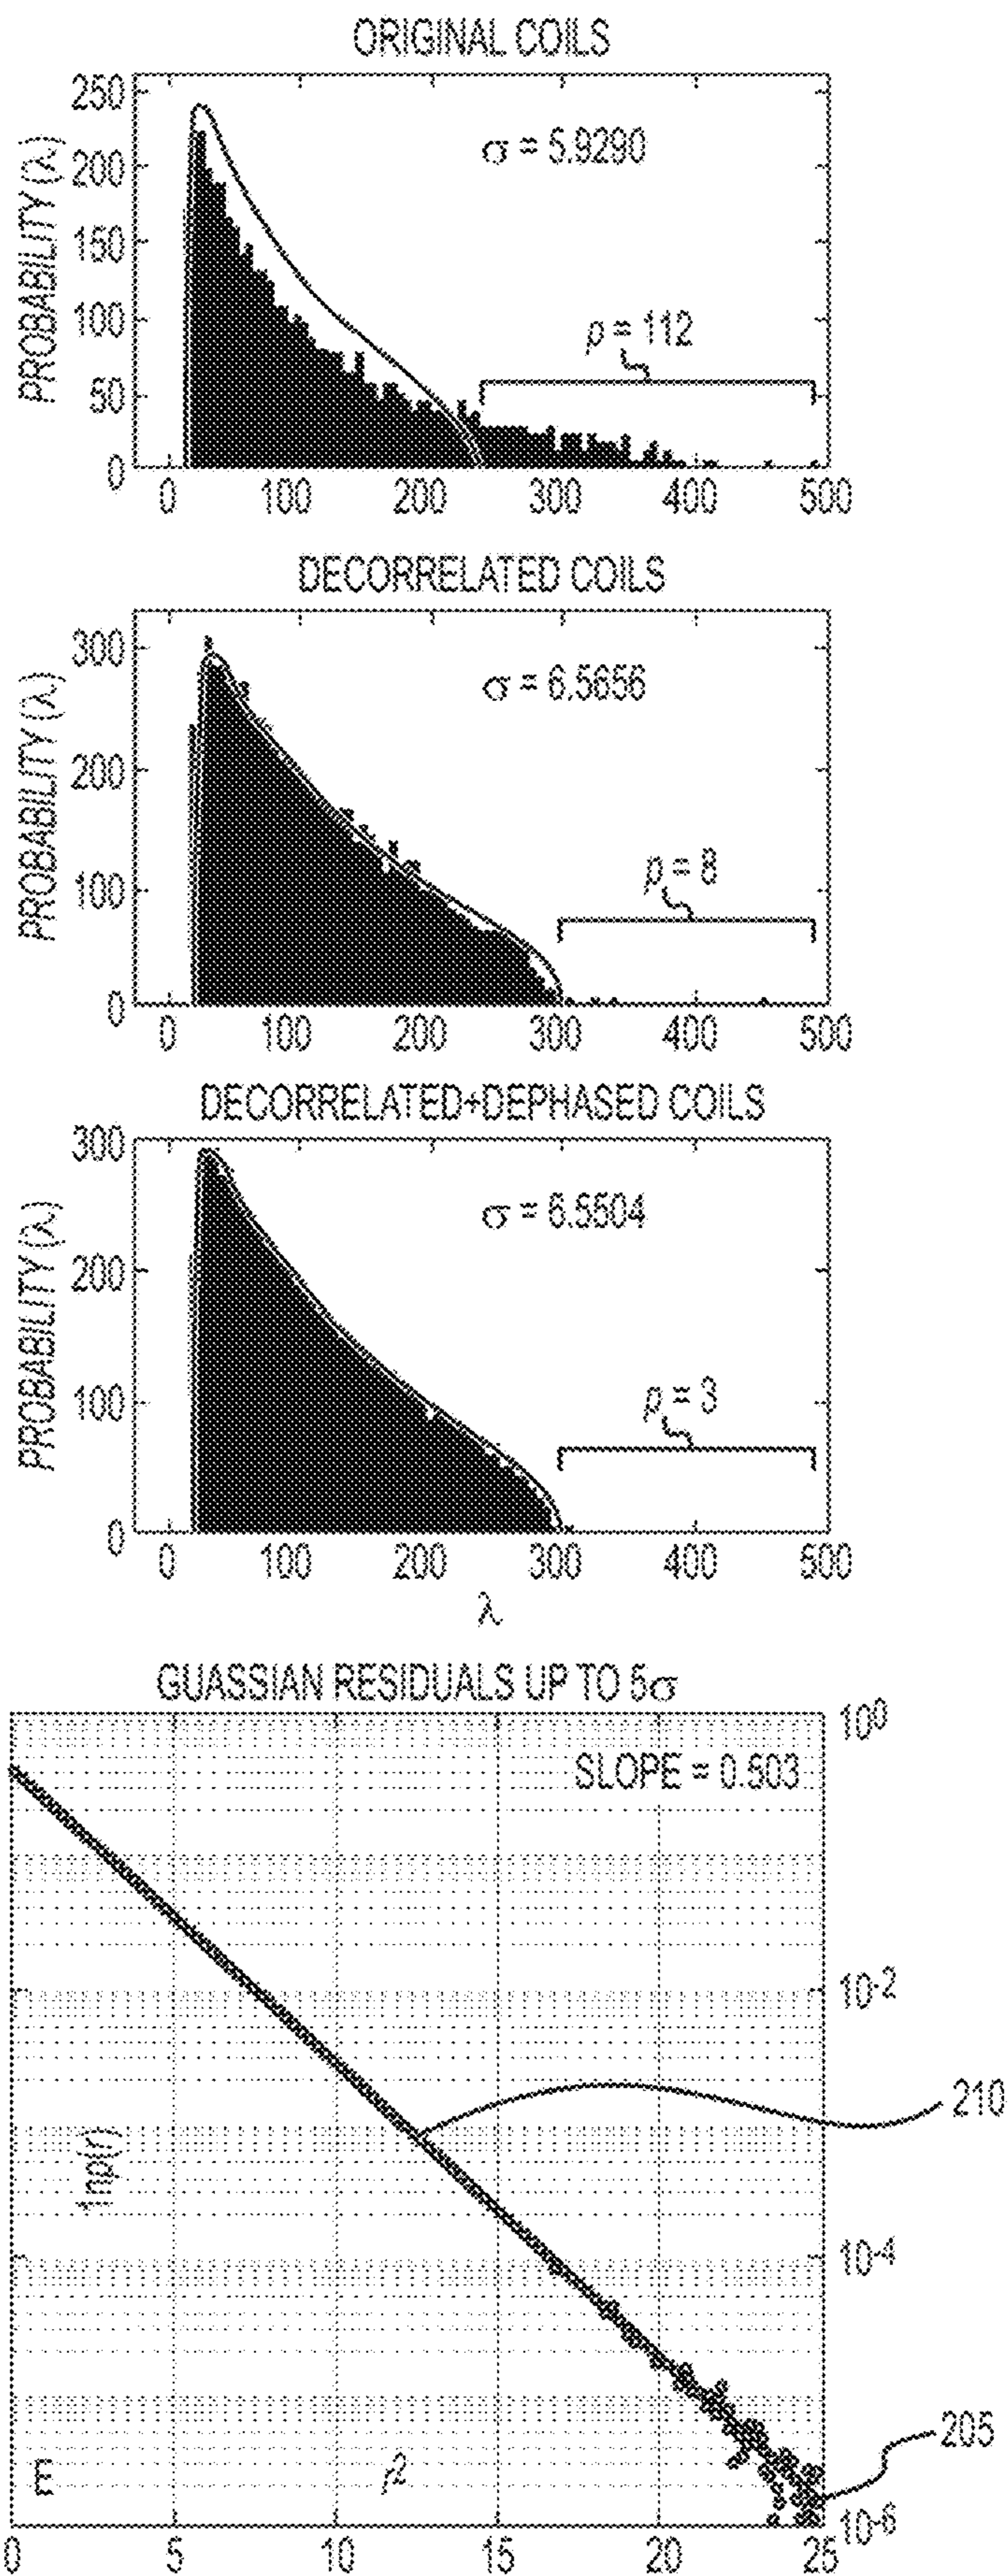 ORIGINAL COILS
PROBABILITY (λ)
250
200
150
100
50
0
σ = 5.9290
ρ = 112
0 100 200 300 400 500
DECORRELATED COILS
PROBABILITY (λ)
300
200
100
0
σ = 6.5656
ρ = 8
0 100 200 300 400 500
DECORRELATED+DEPHASED COILS
PROBABILITY (λ)
300
200
100
0
σ = 6.5504
ρ = 3
0 100 200 300 400 500
λ
GUASSIAN RESIDUALS UP TO 5σ
SLOPE = 0.503
10⁰
10⁻²
10⁻⁴
10⁻⁶
210
205
1np(r)
E
r²
0 5 10 15 20 25